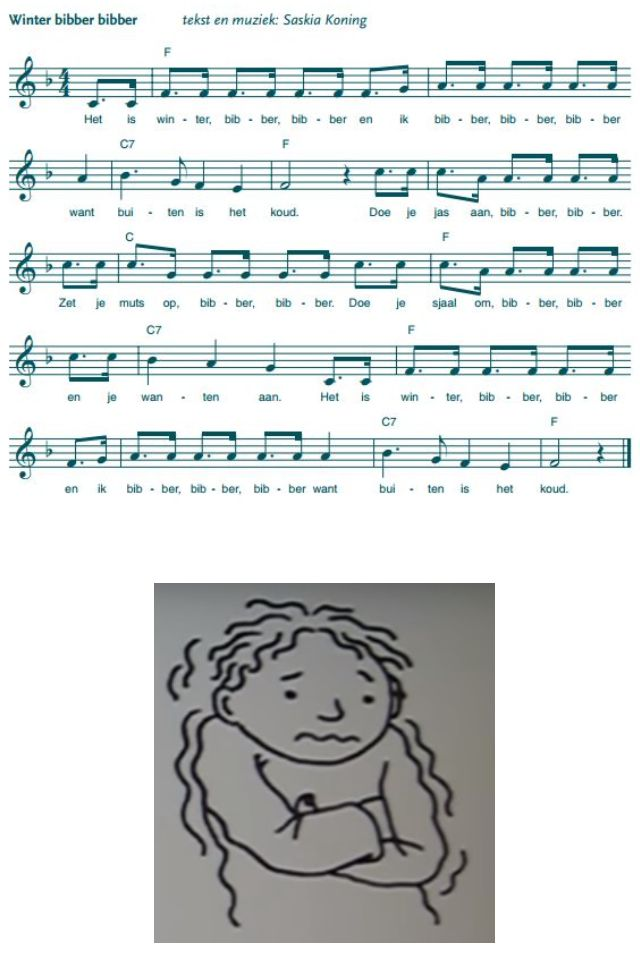 Winter bibber bibber tekst en muziek: Saskia Koning
F
Het is win - ter, bib - ber, bib - ber en ik bib - ber, bib - ber, bib - ber
C7 F
want bui - ten is het koud. Doe je jas aan, bib - ber, bib - ber.
C F
Zet je muts op, bib - ber, bib - ber. Doe je sjaal om, bib - ber, bib - ber
C7 F
en je wan - ten aan. Het is win - ter, bib - ber, bib - ber
C7 F
en ik bib - ber, bib - ber, bib - ber want bui - ten is het koud.